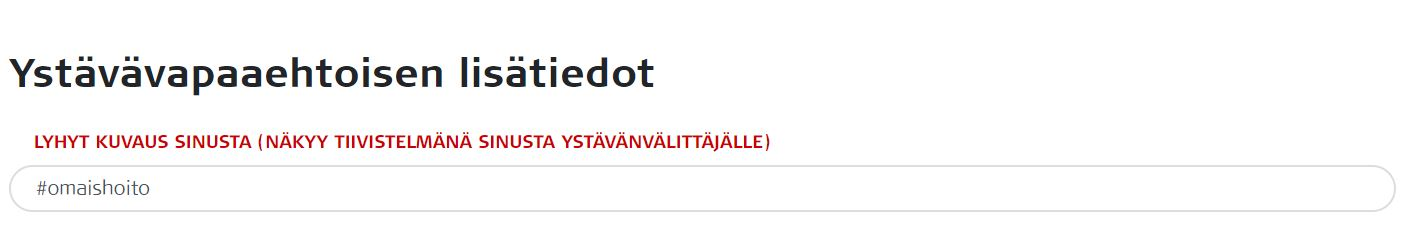 Ystävävapaaehtoisen lisätiedot
LYHYT KUVAUS SINUSTA (NÄKYY TIIVISTELMÄNÄ SINUSTA YSTÄVÄNVÄLITTÄJÄLLE)
#omaishoito